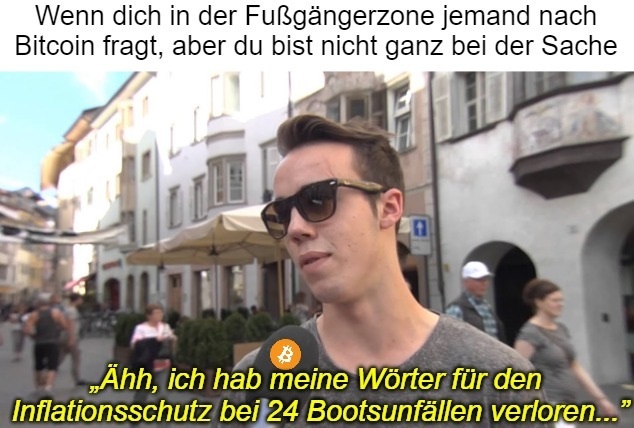 Wenn dich in der Fußgängerzone jemand nach
Bitcoin fragt, aber du bist nicht ganz bei der Sache
„Ähh, ich hab meine Wörter für den
Inflationsschutz bei 24 Bootsunfällen verloren...”